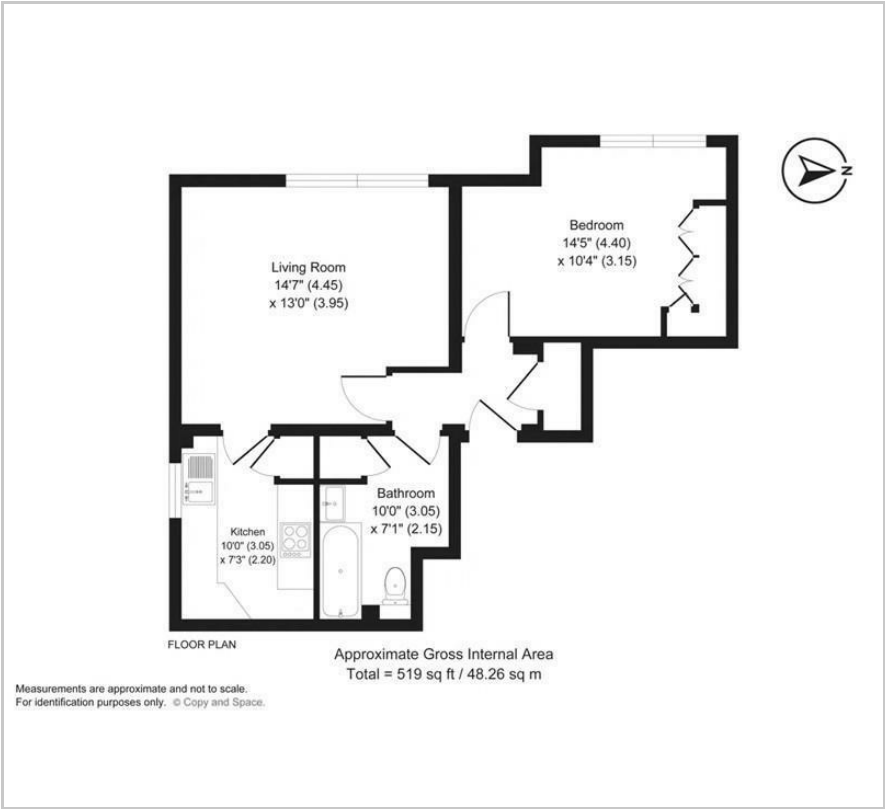 N
Bedroom
14'5" (4.40)
x 10'4" (3.15)
Living Room
14'7" (4.45)
x 13'0" (3.95)
Bathroom
10'0" (3.05)
x 7'1" (2.15)
Kitchen
10'0" (3.05)
x 7'3" (2.20)
FLOOR PLAN
Approximate Gross Internal Area
Total = 519 sq ft / 48.26 sq m
Measurements are approximate and not to scale.
For identification purposes only. © Copy and Space.